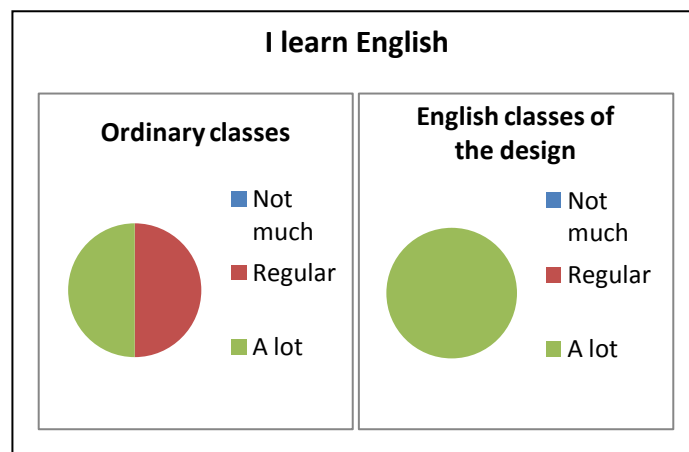 I learn English
Ordinary classes
Not
much
Regular
A lot
English classes of
the design
Not
much
Regular
A lot